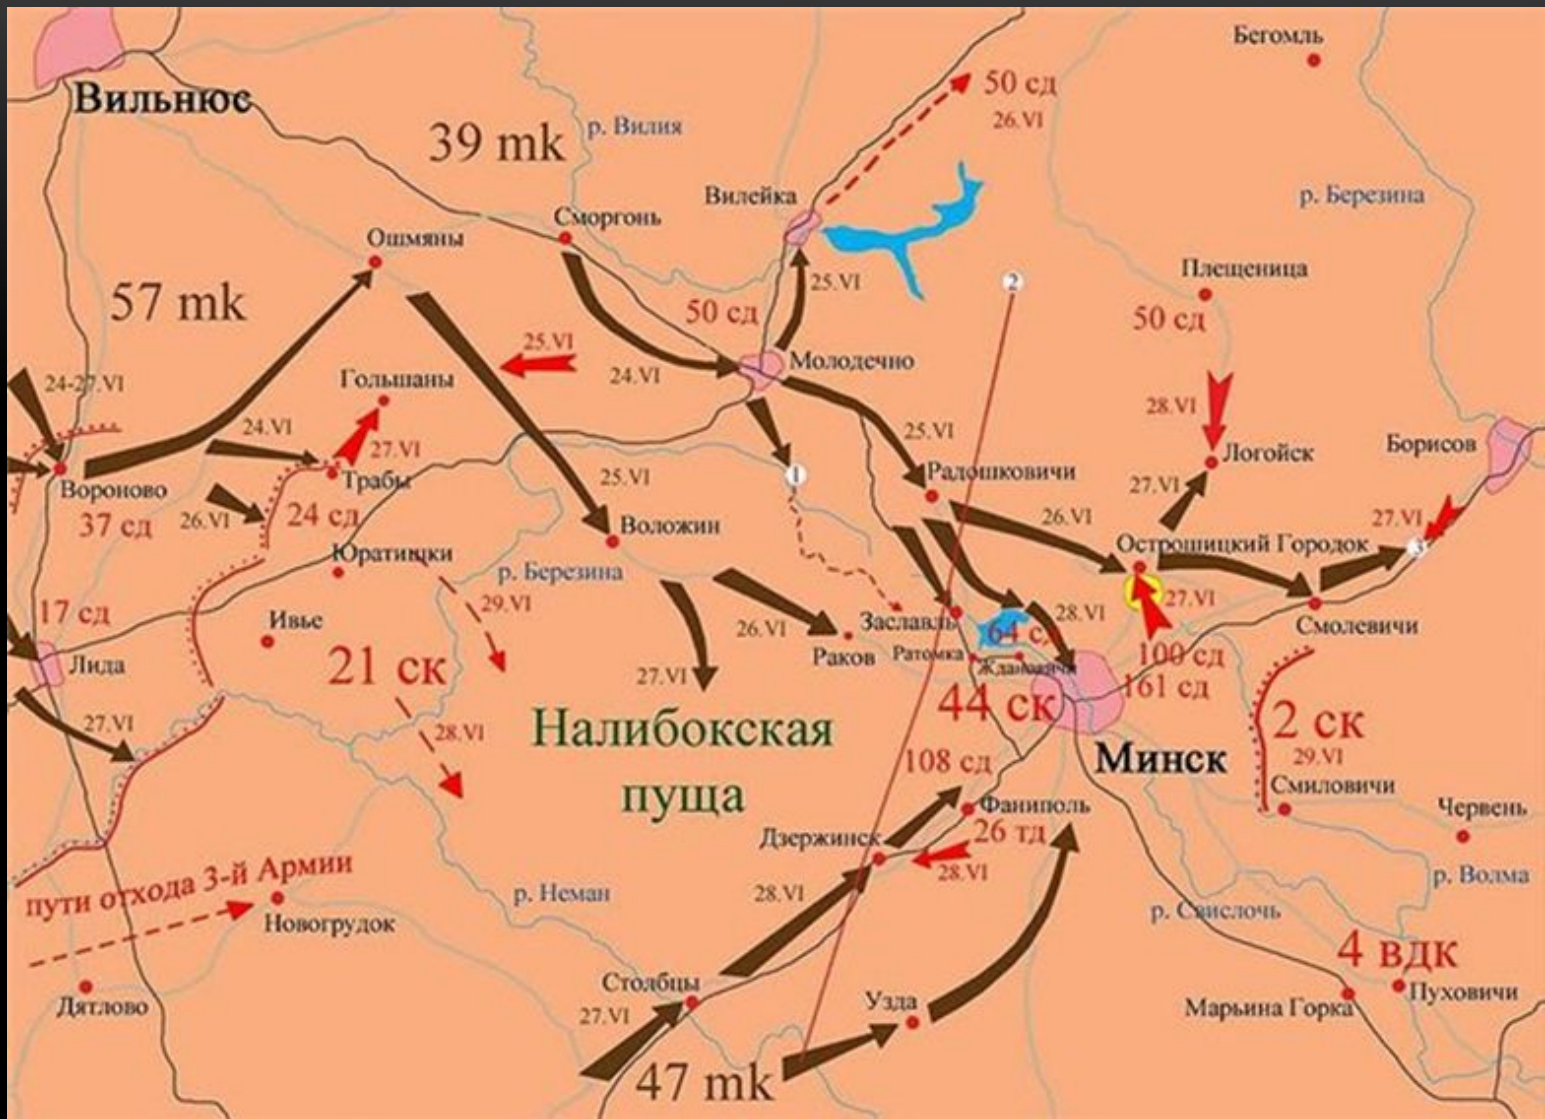 Бегомль
Вильнюс
50 сд
26.VI
39 mk
р. Вилия
Вилейка
р. Березина
Сморгонь
Ошмяны
Плещеница
57 mk
25.VI
2
50 сд
50 сд
25.VI
Молодечно
24-27.VI
Гольшаны
24.VI
28.VI
24.VI
27.VI
25.VI
Борисов
Логойск
Радошковичи
Вороново
Трабы
25.VI
1
27.VI
37 сд
26.VI
24 сд
Воложин
26.VI
27.VI
Острошицкий Городок
3
Юратишки
р. Березина
17 сд
29.VI
27.VI
28.VI
Ивье
26.VI
Заславль
64 сд
Смолевичи
Лида
21 ск
Раков
Ратомка
Ждановичи
100 сд
161 сд
27.VI
44 ск
27.VI
28.VI
Налибокская
пуща
2 ск
29.VI
108 сд
Минск
Смиловичи
Фаниполь
Червень
Дзержинск
26 тд
28.VI
р. Волма
пути отхода 3-й Армии
28.VI
р. Неман
р. Свислочь
Новогрудок
4 вдк
Столбцы
Узда
Пуховичи
Дятлово
Марьина Горка
27.VI
47 mk